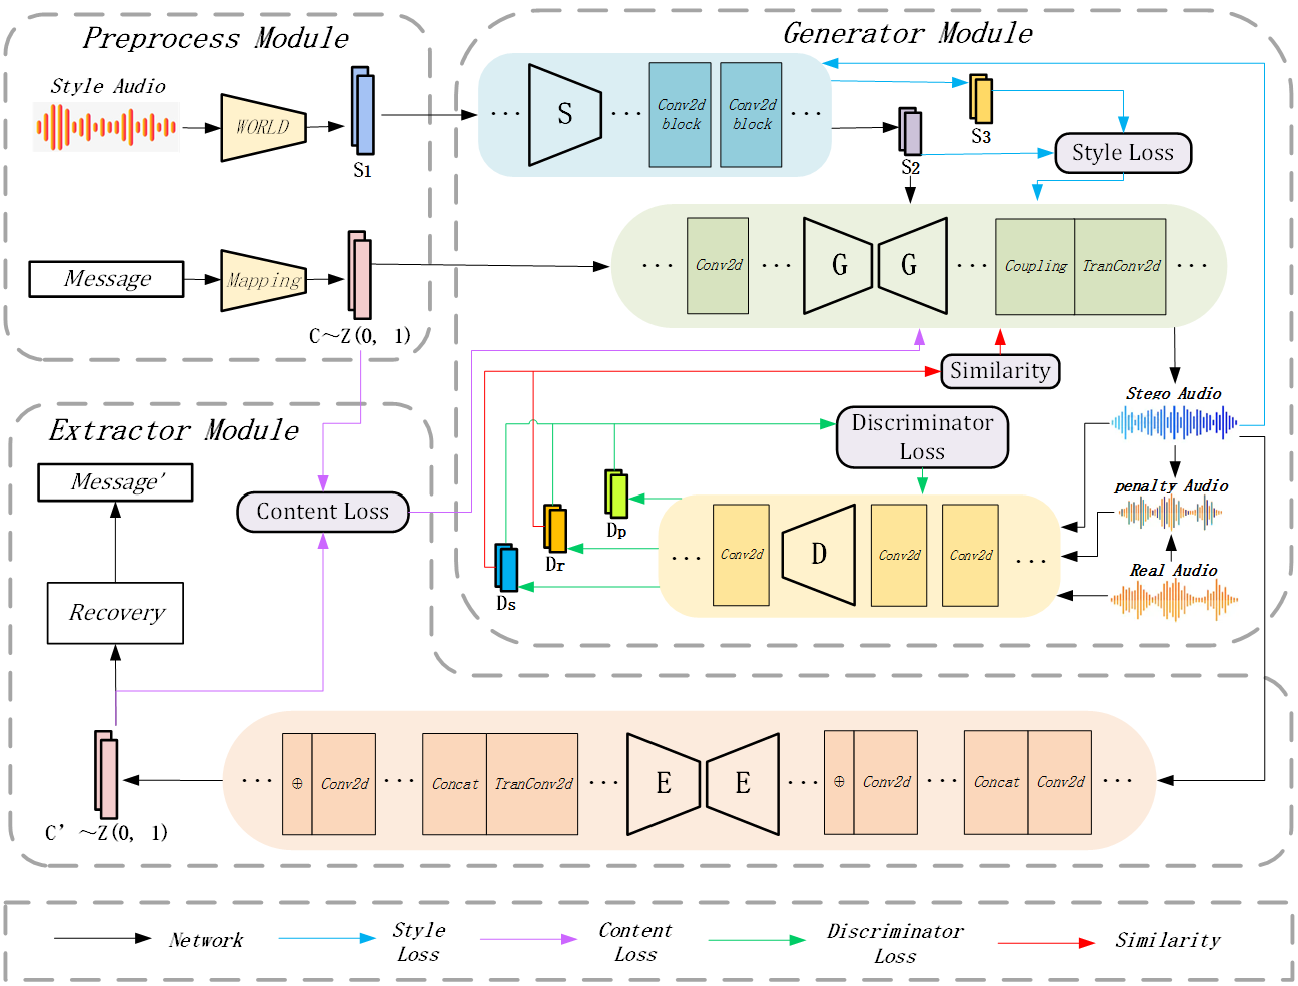 Preprocess Module
Style Audio
WORLD
S1
Message
Mapping
C～Z(0, 1)
Generator Module
... S ... Conv2d block Conv2d block ...
S2
S3
Style Loss
... Conv2d ... G G ... Coupling TranConv2d ...
Similarity
Stego Audio
Discriminator
Loss
penalty Audio
Real Audio
Dp
Dr
Ds
... Conv2d D Conv2d Conv2d ...
Extractor Module
Message'
Content Loss
Recovery
C’～Z(0, 1)
... ⊕ Conv2d ... Concat TranConv2d ... E E ... ⊕ Conv2d ... Concat Conv2d ...
Network
Style
Loss
Content
Loss
Discriminator
Loss
Similarity